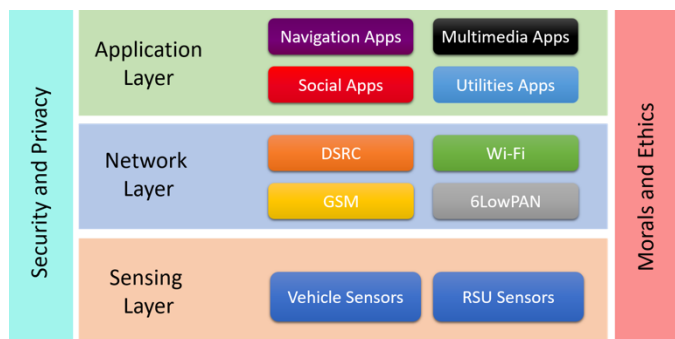 Security and Privacy
Application
Layer
Navigation Apps
Multimedia Apps
Social Apps
Utilities Apps
Network
Layer
DSRC
Wi-Fi
GSM
6LowPAN
Sensing
Layer
Vehicle Sensors
RSU Sensors
Morals and Ethics